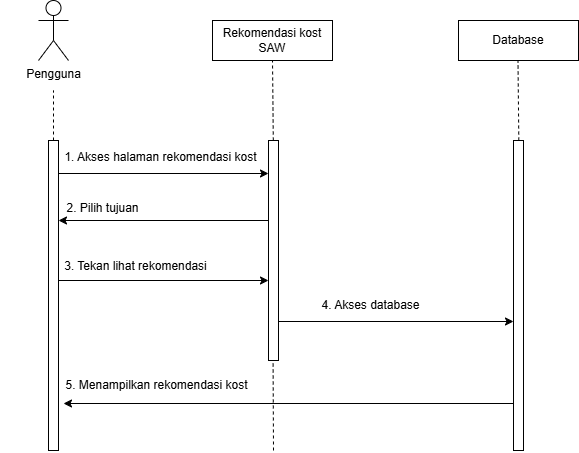 Rekomendasi kost
SAW
Database
Pengguna
1. Akses halaman rekomendasi kost
2. Pilih tujuan
3. Tekan lihat rekomendasi
4. Akses database
5. Menampilkan rekomendasi kost